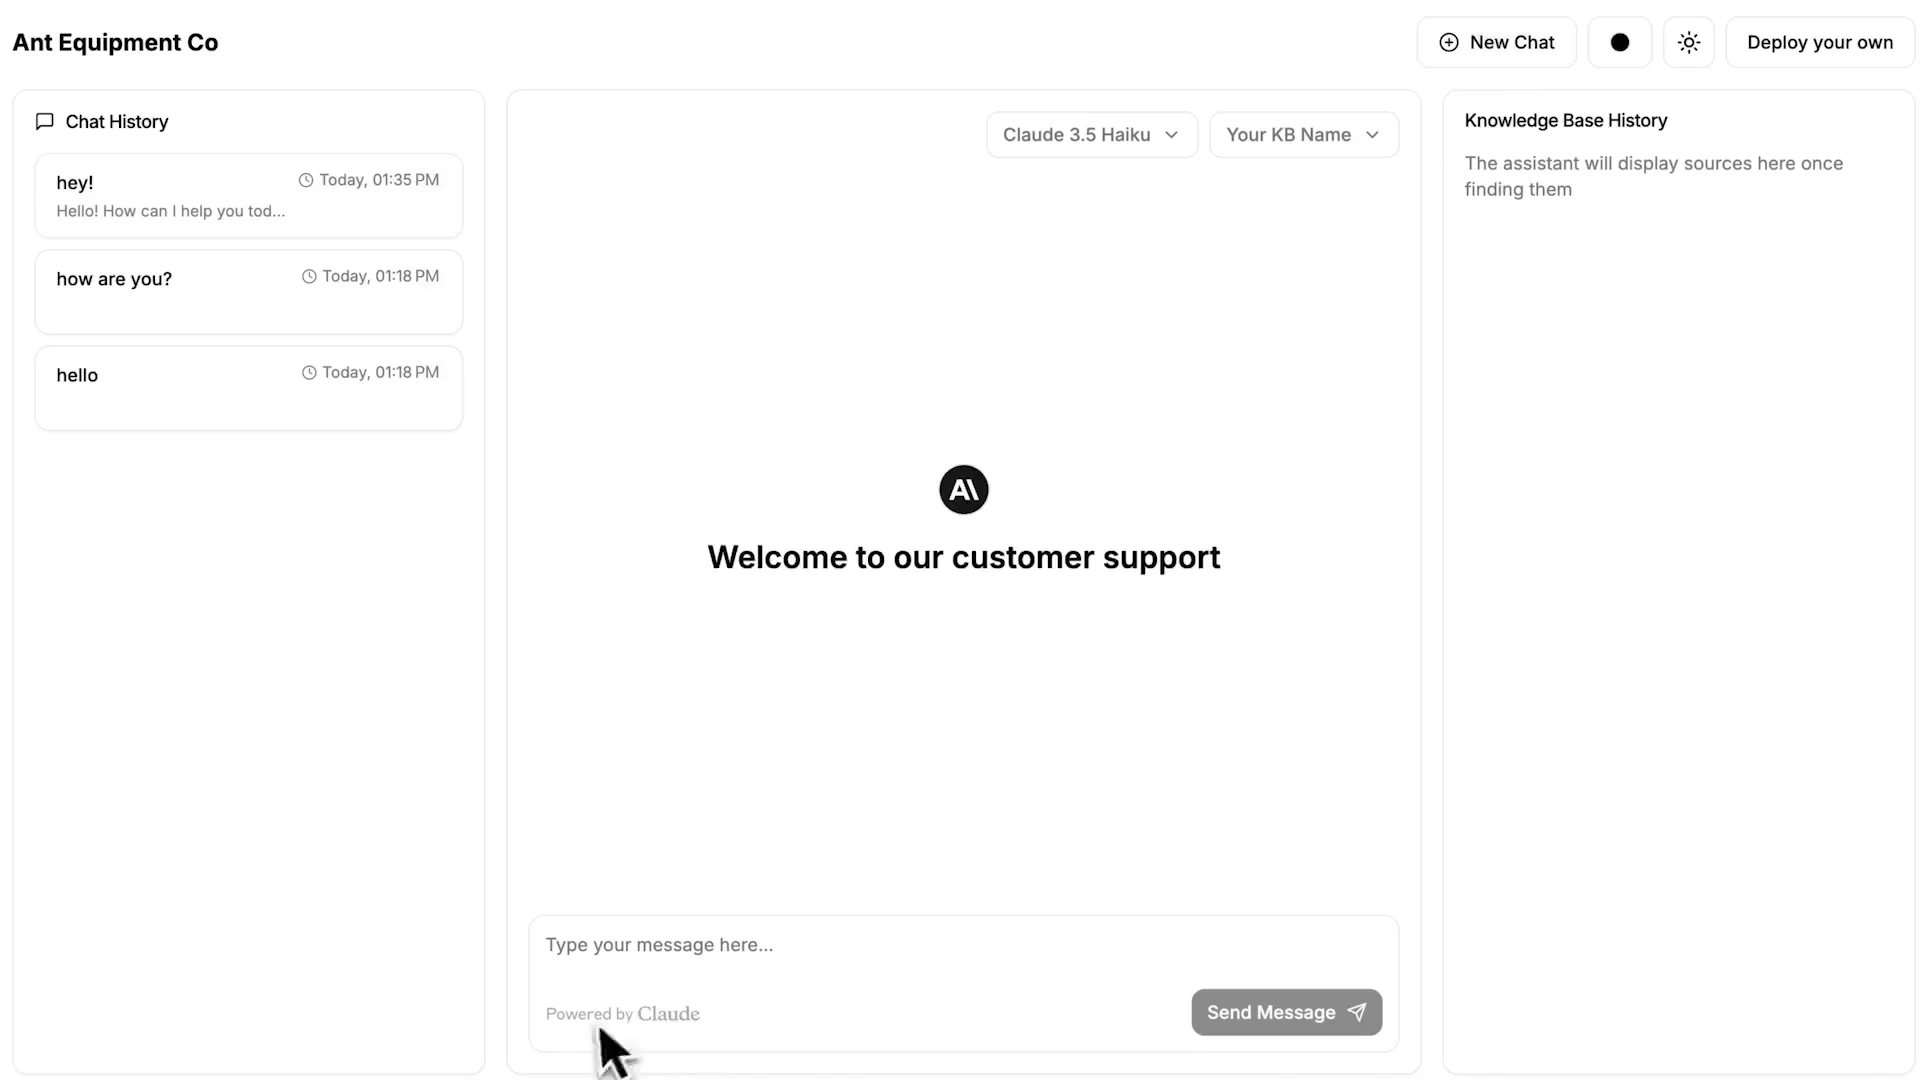 Ant Equipment Co
New Chat
Deploy your own
Chat History
hey!
Today, 01:35 PM
Hello! How can I help you tod...
how are you?
Today, 01:18 PM
hello
Today, 01:18 PM
Claude 3.5 Haiku
Your KB Name
Welcome to our customer support
Type your message here...
Powered by Claude
Send Message
Knowledge Base History
The assistant will display sources here once
finding them